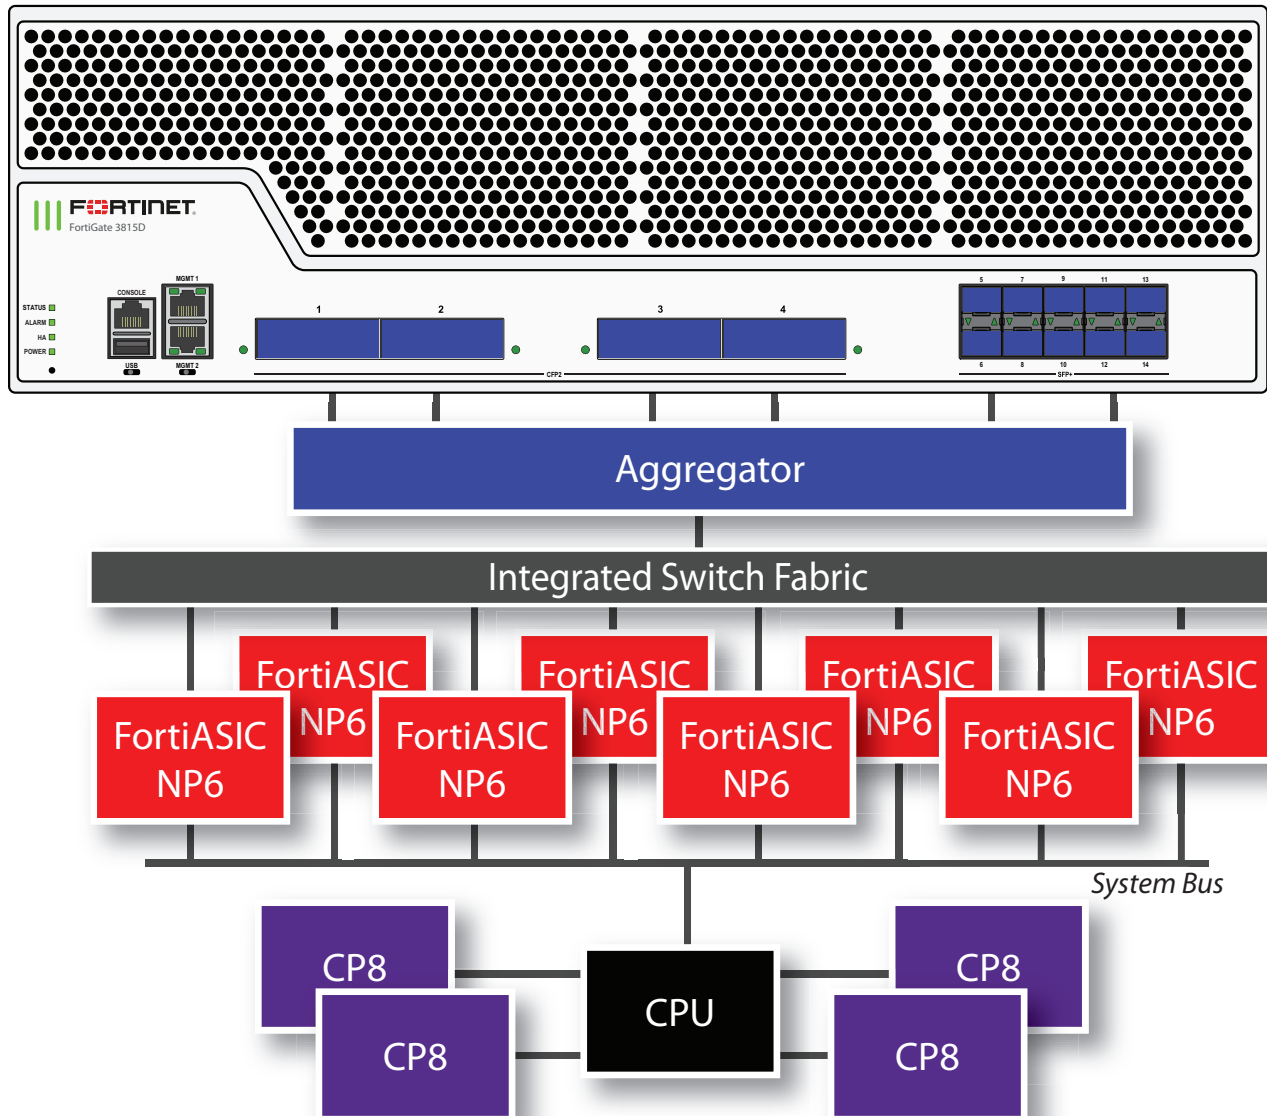 FORTINET
FortiGate 3815D
STATUS
ALARM
HA
POWER
CONSOLE
USB
MGMT 1
MGMT 2
1 2 3 4
CFP2
5 7 9 11 13
6 8 10 12 14
SFP+
Aggregator
Integrated Switch Fabric
FortiASIC
NP6
FortiASIC
NP6
FortiASIC
NP6
FortiASIC
NP6
FortiASIC
NP6
FortiASIC
NP6
FortiASIC
NP6
FortiASIC
NP6
System Bus
CP8
CP8
CPU
CP8
CP8